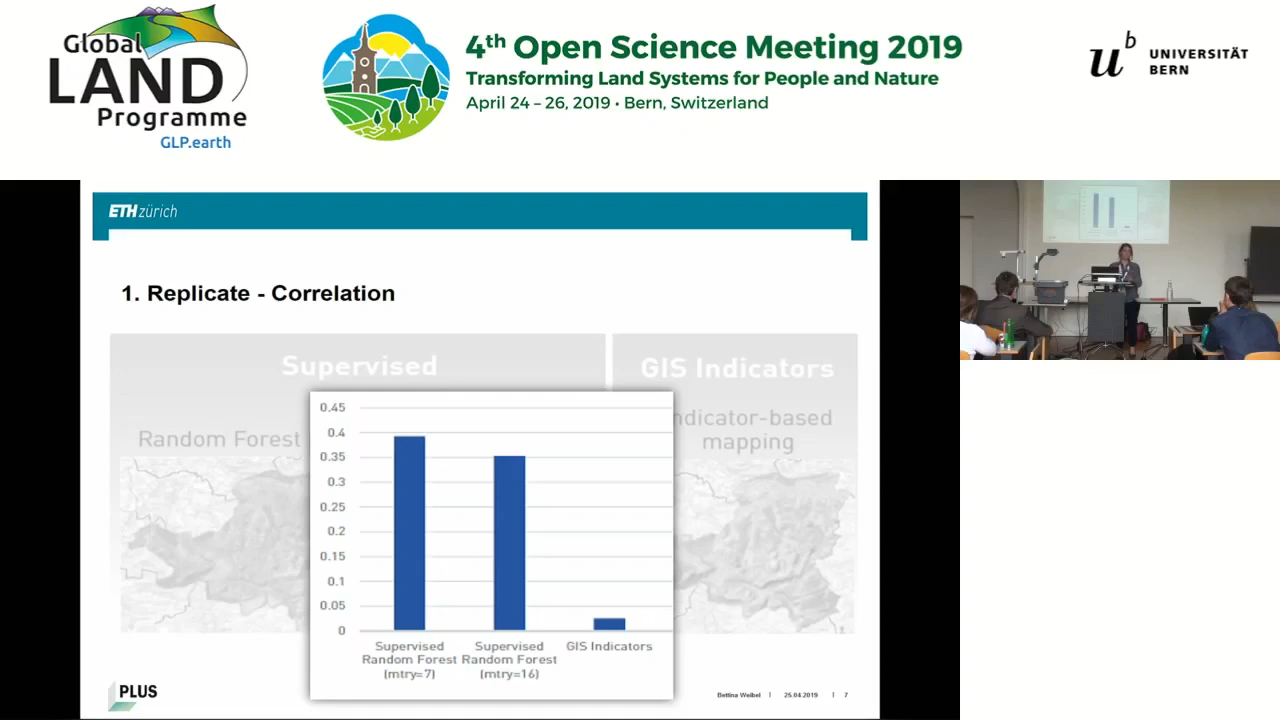 Global
LAND
Programme
GLP.earth
4th Open Science Meeting 2019
Transforming Land Systems for People and Nature
April 24 – 26, 2019 • Bern, Switzerland
u b
UNIVERSITÄT
BERN
ETH zürich
1. Replicate - Correlation
Supervised
GIS Indicators
Random Forest
ndicator-based
mapping
0.45
0.4
0.35
0.3
0.25
0.2
0.15
0.1
0.05
0
Supervised
Random Forest
(mtry=7)
Supervised
Random Forest
(mtry=16)
GIS Indicators
PLUS
Bettina Weibel | 25.04.2019 | 7